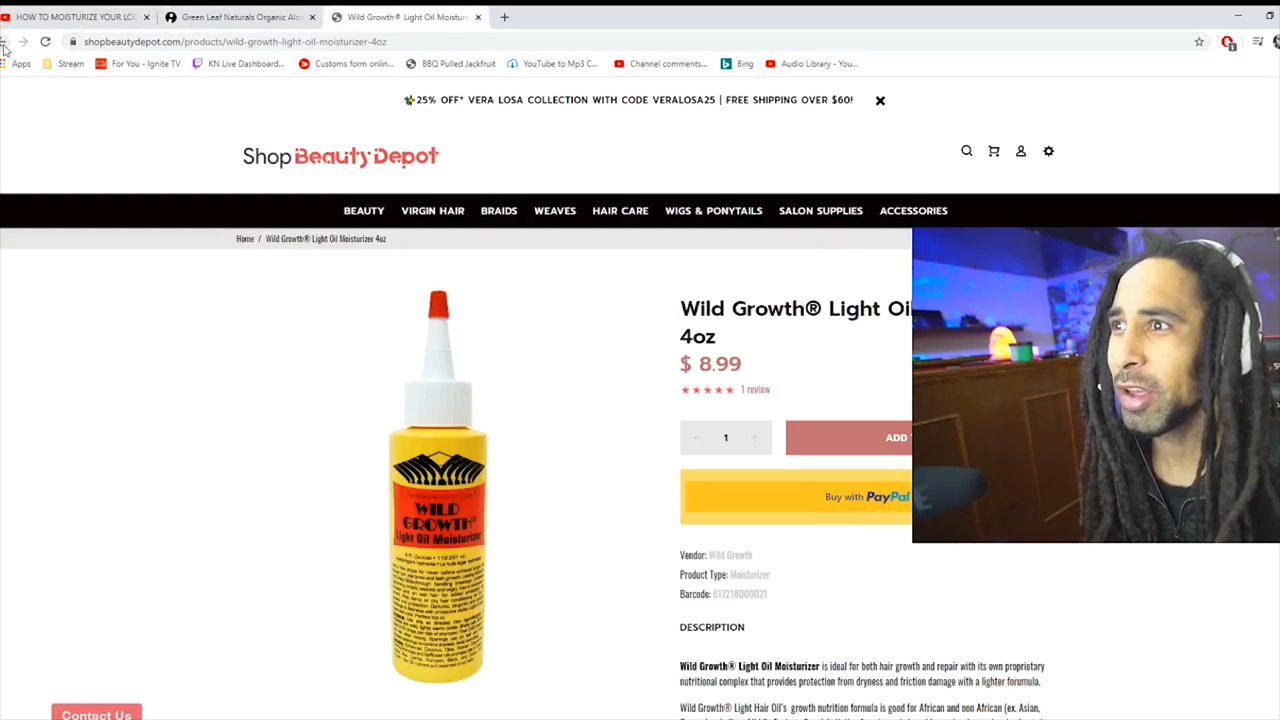 HOW TO MOISTURIZE YOUR LO
Green Leaf Naturals Organic Alo
Wild Growth® Light Oil Moistur
shopbeautydepot.com/products/wild-growth-light-oil-moisturizer-4oz
Apps
Stream
For You - Ignite TV
KN Live Dashboard...
Customs form onlin...
BBQ Pulled Jackfruit
YouTube to Mp3 C...
Channel comments...
Bing
Audio Library - You...
25% OFF* VERA LOSA COLLECTION WITH CODE VERALOSA25 | FREE SHIPPING OVER $60!
Shop BeautyDepot
BEAUTY
VIRGIN HAIR
BRAIDS
WEAVES
HAIR CARE
WIGS & PONYTAILS
SALON SUPPLIES
ACCESSORIES
Home / Wild Growth® Light Oil Moisturizer 4oz
Wild Growth® Light Oil
4oz
$ 8.99
1 review
1
ADD
Buy with PayPal
WILD
GROWTH®
Light Oil Moisturizer
Vendor: Wild Growth
Product Type: Moisturizer
Barcode: 617218000021
DESCRIPTION
Wild Growth® Light Oil Moisturizer is ideal for both hair growth and repair with its own proprietary
nutritional complex that provides protection from dryness and friction damage with a lighter forumula.
Wild Growth® Light Hair Oil's growth nutrition formula is good for African and non African (ex. Asian,
Contact Us